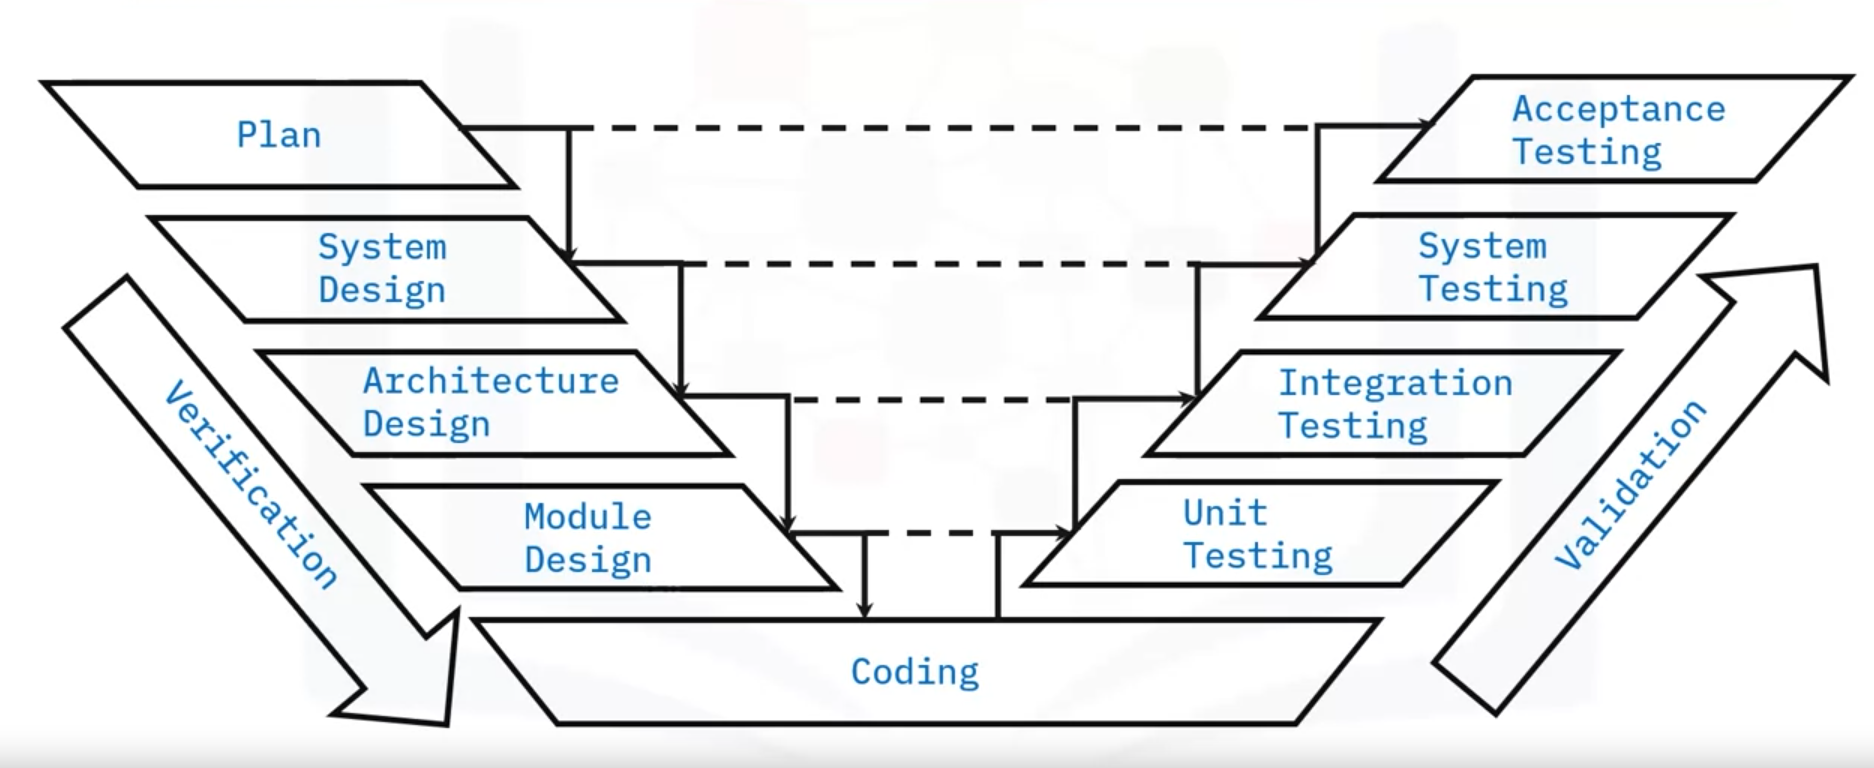 Plan
Acceptance
Testing
System
Design
System
Testing
Architecture
Design
Integration
Testing
Verification
Validation
Module
Design
Unit
Testing
Coding